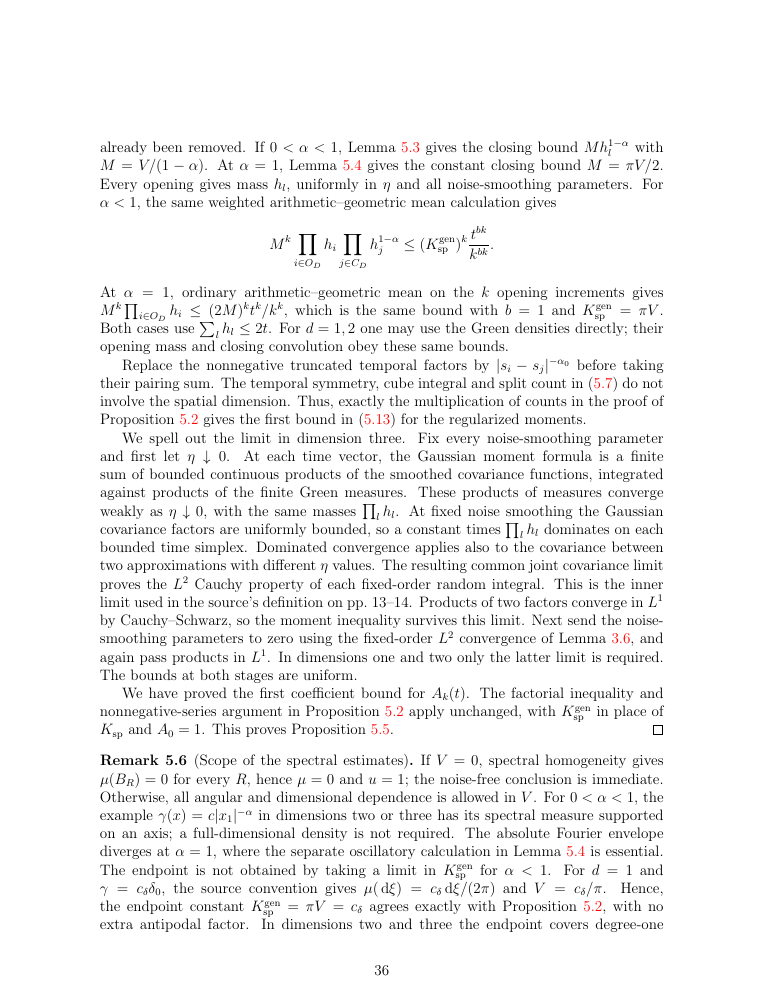 already been removed. If 0 < α < 1, Lemma 5.3 gives the closing bound Mh_l^{1−α} with
M = V/(1 − α). At α = 1, Lemma 5.4 gives the constant closing bound M = πV/2.
Every opening gives mass h_l, uniformly in η and all noise-smoothing parameters. For
α < 1, the same weighted arithmetic–geometric mean calculation gives
M^k ∏_{i∈O_D} h_i ∏_{j∈C_D} h_j^{1−α} ≤ (K_sp^gen)^k t^{bk}/k^{bk}.
At α = 1, ordinary arithmetic–geometric mean on the k opening increments gives
M^k ∏_{i∈O_D} h_i ≤ (2M)^k t^k/k^k, which is the same bound with b = 1 and K_sp^gen = πV.
Both cases use ∑_l h_l ≤ 2t. For d = 1, 2 one may use the Green densities directly; their
opening mass and closing convolution obey these same bounds.
Replace the nonnegative truncated temporal factors by |s_i − s_j|^{−α_0} before taking
their pairing sum. The temporal symmetry, cube integral and split count in (5.7) do not
involve the spatial dimension. Thus, exactly the multiplication of counts in the proof of
Proposition 5.2 gives the first bound in (5.13) for the regularized moments.
We spell out the limit in dimension three. Fix every noise-smoothing parameter
and first let η ↓ 0. At each time vector, the Gaussian moment formula is a finite
sum of bounded continuous products of the smoothed covariance functions, integrated
against products of the finite Green measures. These products of measures converge
weakly as η ↓ 0, with the same masses ∏_l h_l. At fixed noise smoothing the Gaussian
covariance factors are uniformly bounded, so a constant times ∏_l h_l dominates on each
bounded time simplex. Dominated convergence applies also to the covariance between
two approximations with different η values. The resulting common joint covariance limit
proves the L² Cauchy property of each fixed-order random integral. This is the inner
limit used in the source's definition on pp. 13–14. Products of two factors converge in L¹
by Cauchy–Schwarz, so the moment inequality survives this limit. Next send the noise-
smoothing parameters to zero using the fixed-order L² convergence of Lemma 3.6, and
again pass products in L¹. In dimensions one and two only the latter limit is required.
The bounds at both stages are uniform.
We have proved the first coefficient bound for A_k(t). The factorial inequality and
nonnegative-series argument in Proposition 5.2 apply unchanged, with K_sp^gen in place of
K_sp and A_0 = 1. This proves Proposition 5.5. □
Remark 5.6 (Scope of the spectral estimates). If V = 0, spectral homogeneity gives
μ(B_R) = 0 for every R, hence μ = 0 and u = 1; the noise-free conclusion is immediate.
Otherwise, all angular and dimensional dependence is allowed in V. For 0 < α < 1, the
example γ(x) = c|x_1|^{−α} in dimensions two or three has its spectral measure supported
on an axis; a full-dimensional density is not required. The absolute Fourier envelope
diverges at α = 1, where the separate oscillatory calculation in Lemma 5.4 is essential.
The endpoint is not obtained by taking a limit in K_sp^gen for α < 1. For d = 1 and
γ = c_δδ_0, the source convention gives μ( dξ) = c_δ dξ/(2π) and V = c_δ/π. Hence,
the endpoint constant K_sp^gen = πV = c_δ agrees exactly with Proposition 5.2, with no
extra antipodal factor. In dimensions two and three the endpoint covers degree-one
36